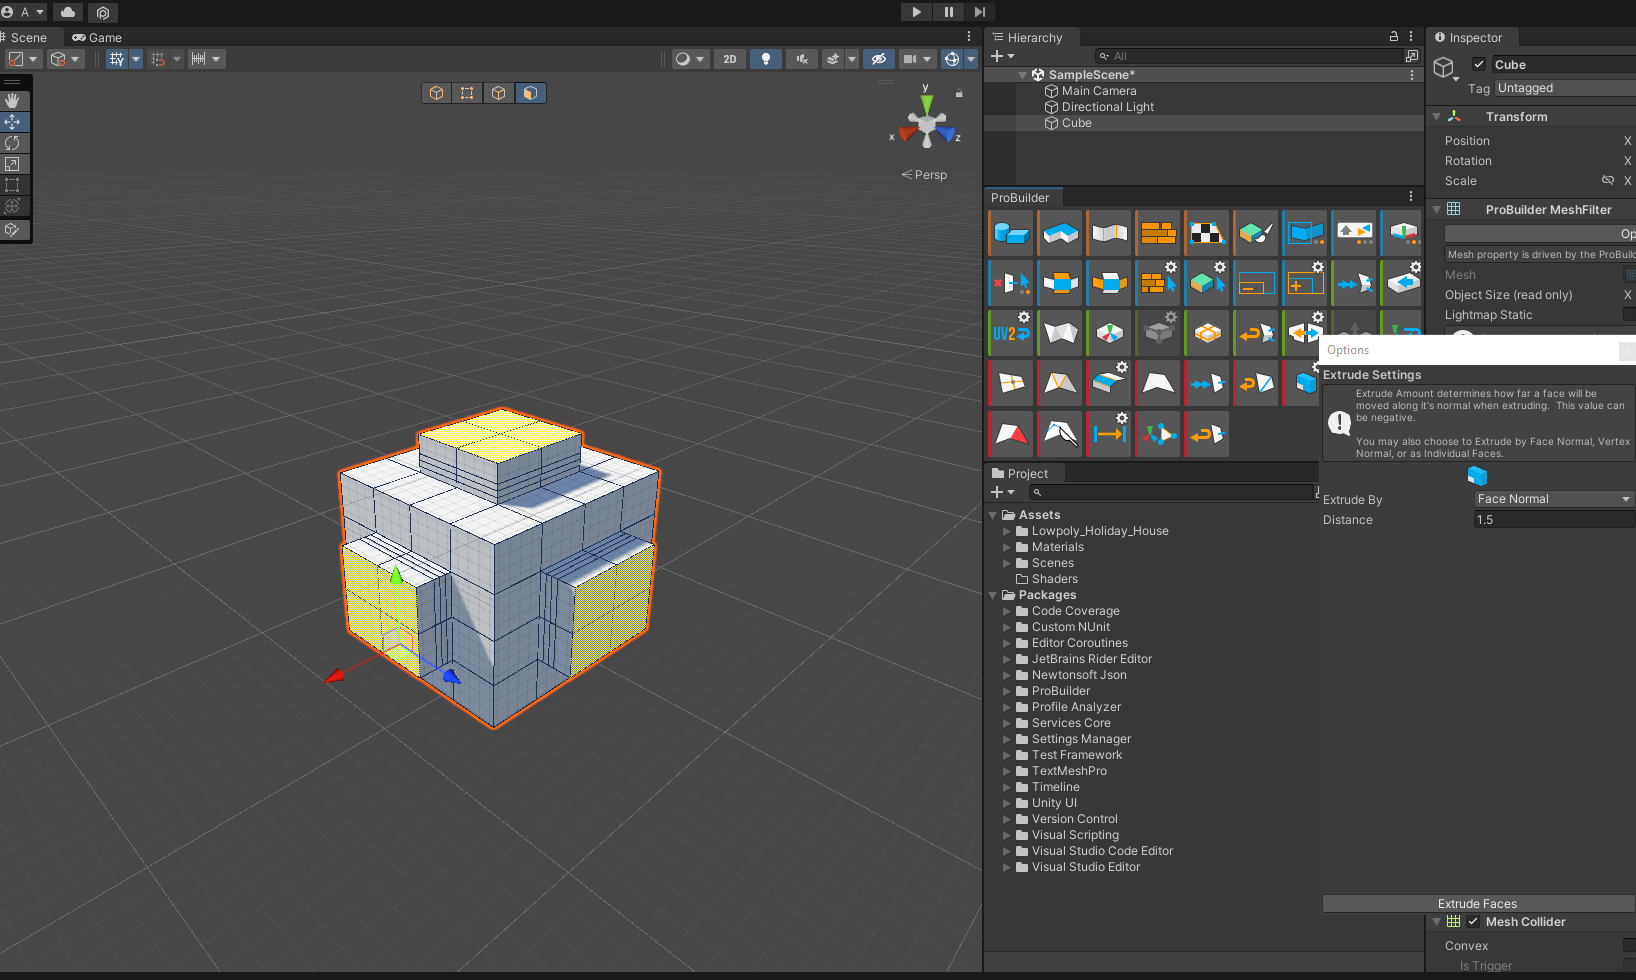 A
Scene
Game
2D
y
x
z
Persp
Hierarchy
All
SampleScene*
Main Camera
Directional Light
Cube
ProBuilder
UV2
Project
Assets
Lowpoly_Holiday_House
Materials
Scenes
Shaders
Packages
Code Coverage
Custom NUnit
Editor Coroutines
JetBrains Rider Editor
Newtonsoft Json
ProBuilder
Profile Analyzer
Services Core
Settings Manager
Test Framework
TextMeshPro
Timeline
Unity UI
Version Control
Visual Scripting
Visual Studio Code Editor
Visual Studio Editor
Inspector
Cube
Tag Untagged
Transform
Position X
Rotation X
Scale X
ProBuilder MeshFilter
Op
Mesh property is driven by the ProBuild
Mesh
Object Size (read only) X
Lightmap Static
Options
Extrude Settings
Extrude Amount determines how far a face will be
moved along it's normal when extruding. This value can
be negative.
You may also choose to Extrude by Face Normal, Vertex
Normal, or as Individual Faces.
Extrude By Face Normal
Distance 1.5
Extrude Faces
Mesh Collider
Convex
Is Trigger